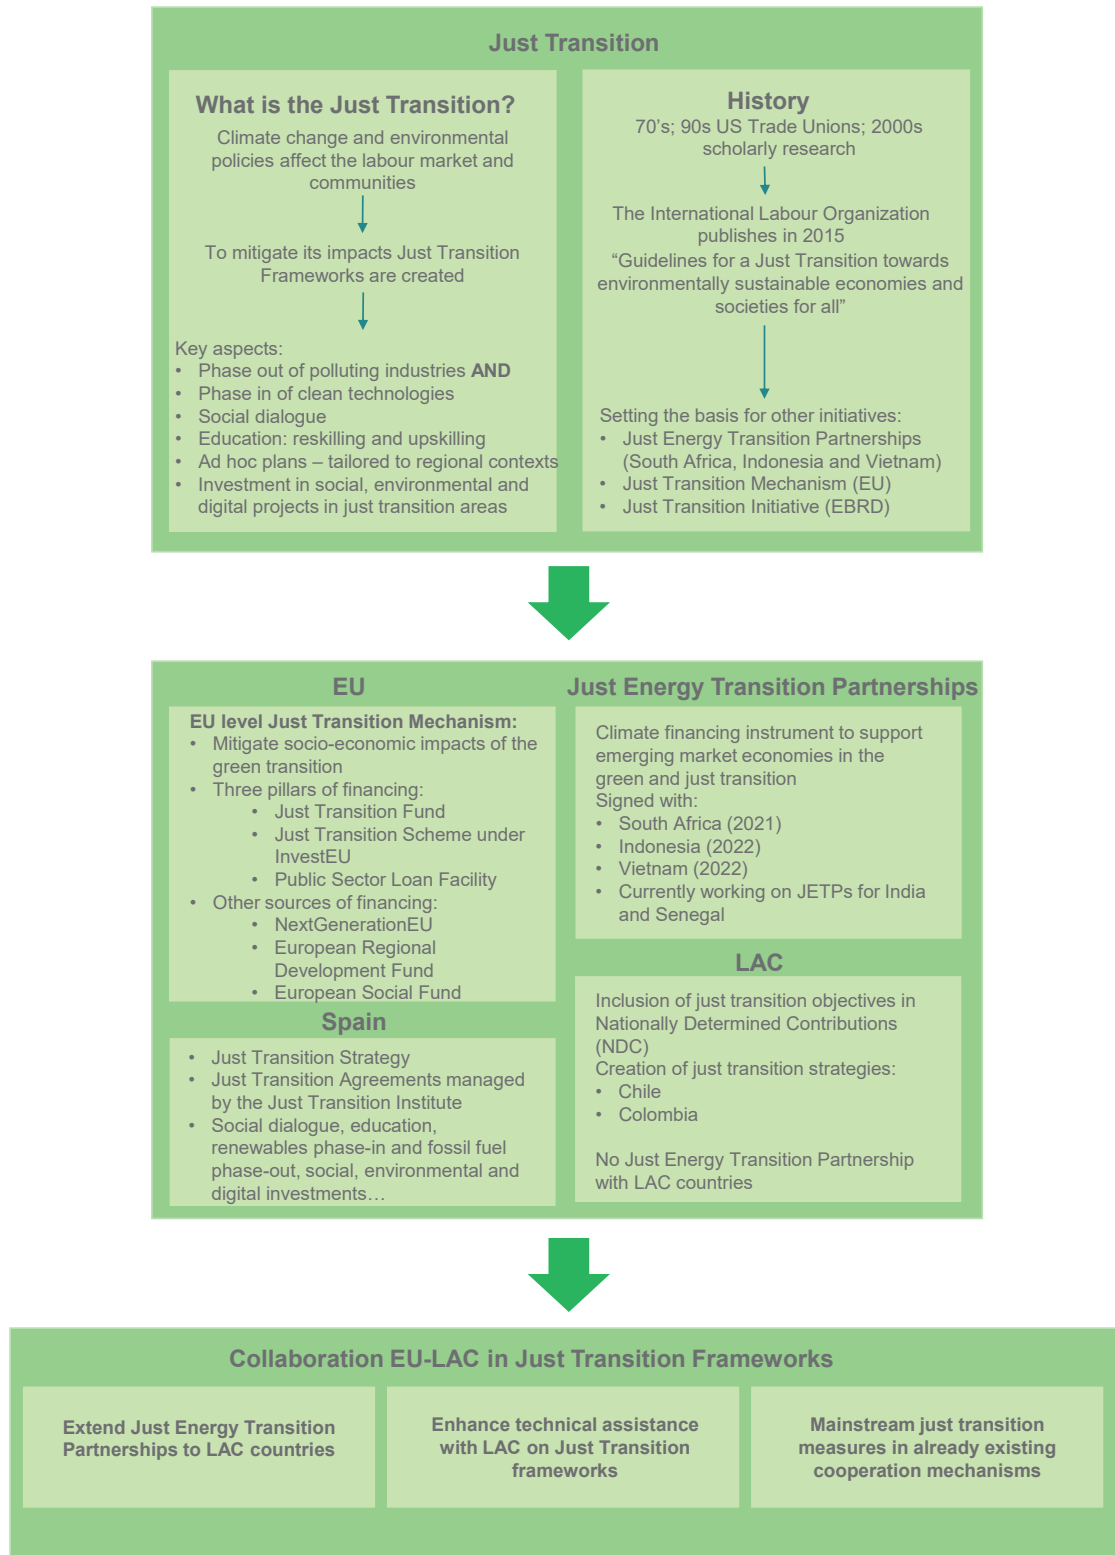 Just Transition
What is the Just Transition?
Climate change and environmental
policies affect the labour market and
communities
To mitigate its impacts Just Transition
Frameworks are created
Key aspects:
• Phase out of polluting industries AND
• Phase in of clean technologies
• Social dialogue
• Education: reskilling and upskilling
• Ad hoc plans – tailored to regional contexts
• Investment in social, environmental and
digital projects in just transition areas
History
70’s; 90s US Trade Unions; 2000s
scholarly research
The International Labour Organization
publishes in 2015
“Guidelines for a Just Transition towards
environmentally sustainable economies and
societies for all”
Setting the basis for other initiatives:
• Just Energy Transition Partnerships
(South Africa, Indonesia and Vietnam)
• Just Transition Mechanism (EU)
• Just Transition Initiative (EBRD)
EU
EU level Just Transition Mechanism:
• Mitigate socio-economic impacts of the
green transition
• Three pillars of financing:
• Just Transition Fund
• Just Transition Scheme under
InvestEU
• Public Sector Loan Facility
• Other sources of financing:
• NextGenerationEU
• European Regional
Development Fund
• European Social Fund
Spain
• Just Transition Strategy
• Just Transition Agreements managed
by the Just Transition Institute
• Social dialogue, education,
renewables phase-in and fossil fuel
phase-out, social, environmental and
digital investments…
Just Energy Transition Partnerships
Climate financing instrument to support
emerging market economies in the
green and just transition
Signed with:
• South Africa (2021)
• Indonesia (2022)
• Vietnam (2022)
• Currently working on JETPs for India
and Senegal
LAC
Inclusion of just transition objectives in
Nationally Determined Contributions
(NDC)
Creation of just transition strategies:
• Chile
• Colombia
No Just Energy Transition Partnership
with LAC countries
Collaboration EU-LAC in Just Transition Frameworks
Extend Just Energy Transition
Partnerships to LAC countries
Enhance technical assistance
with LAC on Just Transition
frameworks
Mainstream just transition
measures in already existing
cooperation mechanisms